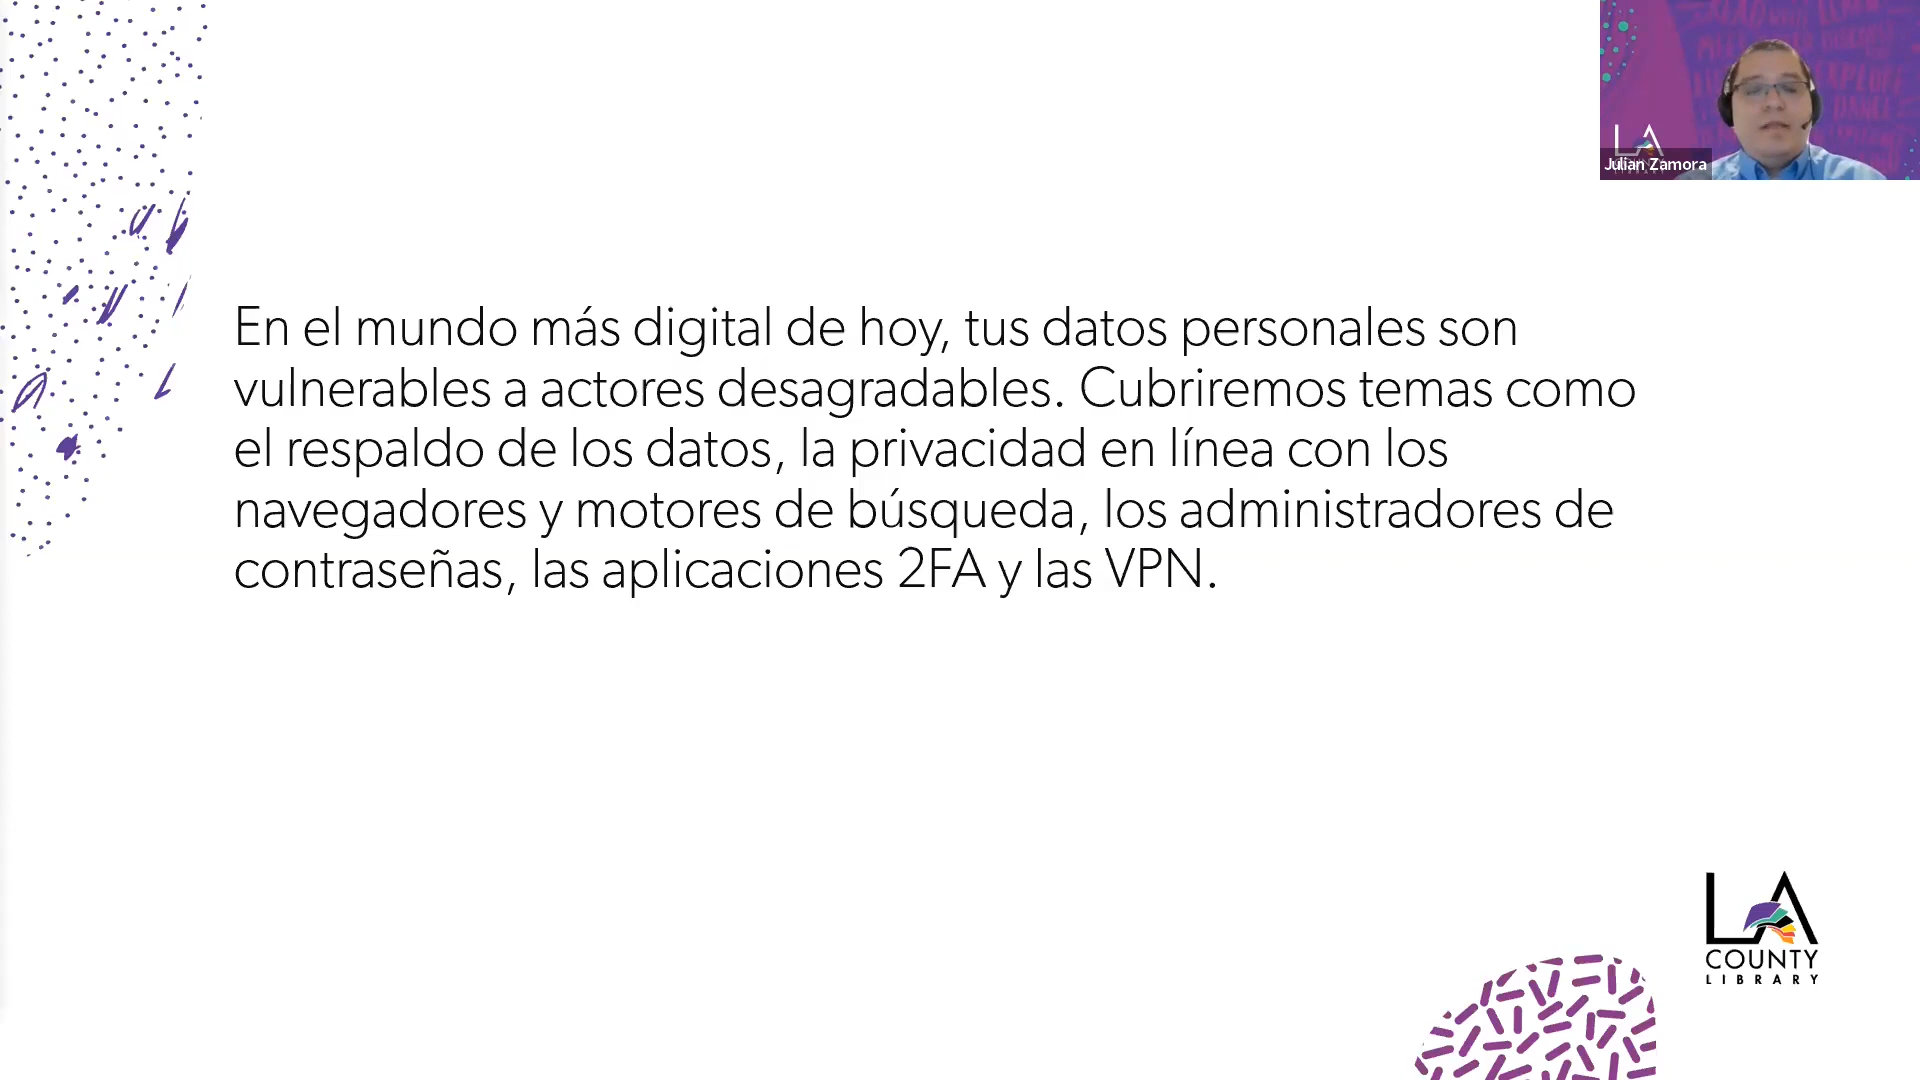 Julian Zamora
En el mundo más digital de hoy, tus datos personales son
vulnerables a actores desagradables. Cubriremos temas como
el respaldo de los datos, la privacidad en línea con los
navegadores y motores de búsqueda, los administradores de
contraseñas, las aplicaciones 2FA y las VPN.
LA
COUNTY
LIBRARY